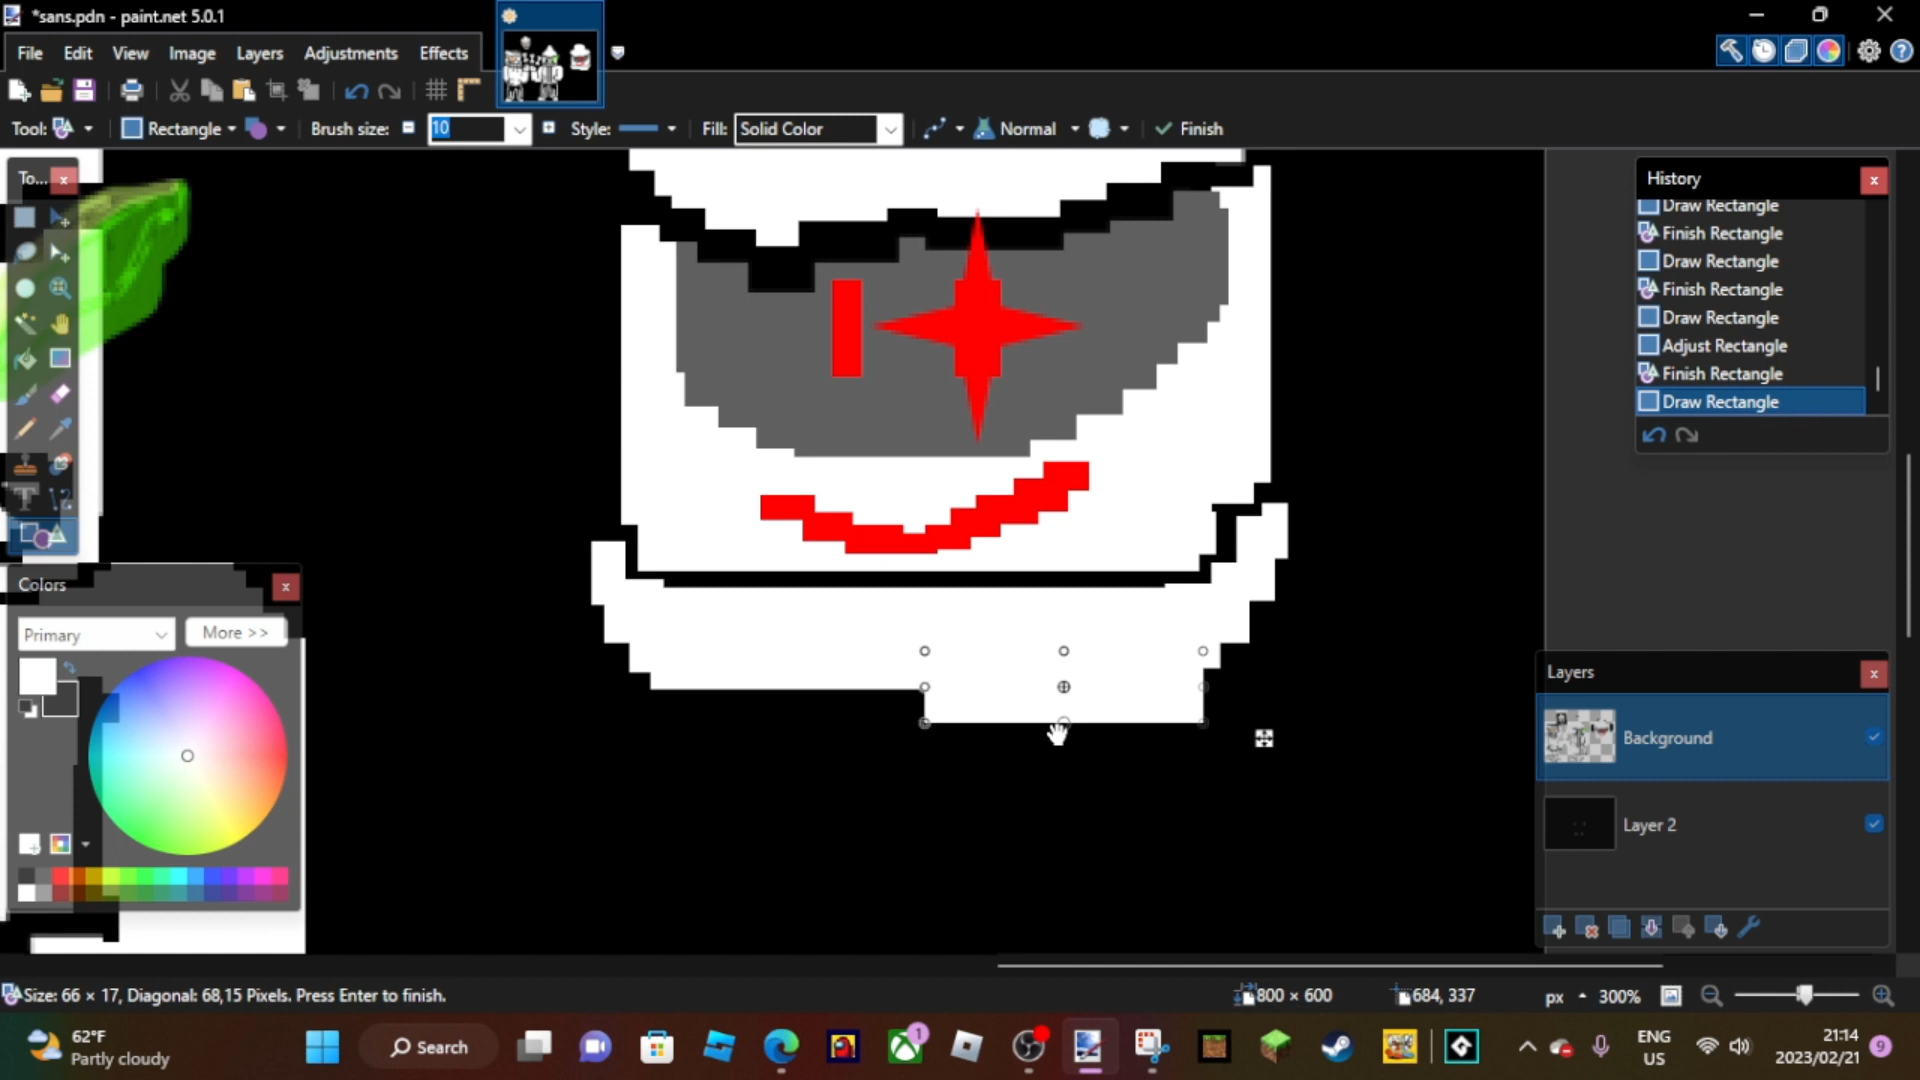 *sans.pdn - paint.net 5.0.1
File Edit View Image Layers Adjustments Effects
Tool: Rectangle Brush size: 10 Style: Fill: Solid Color Normal Finish
To...
History
Draw Rectangle
Finish Rectangle
Draw Rectangle
Finish Rectangle
Draw Rectangle
Adjust Rectangle
Finish Rectangle
Draw Rectangle
Colors
Primary More >>
Layers
Background
Layer 2
Size: 66 × 17, Diagonal: 68,15 Pixels. Press Enter to finish. 800 × 600 684, 337 px 300%
62°F
Partly cloudy
Search
1
ENG
US
21:14
2023/02/21
9